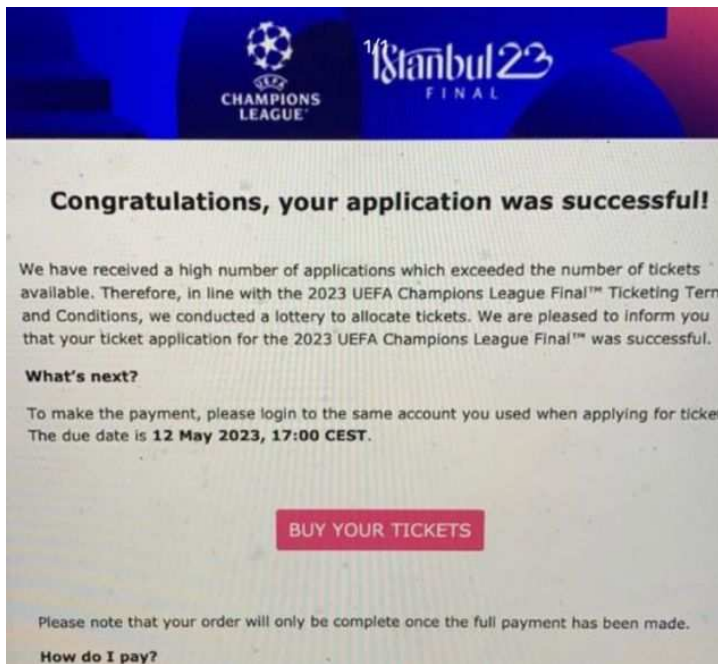 1/1
UEFA
CHAMPIONS
LEAGUE
İstanbul 23
FINAL
Congratulations, your application was successful!
We have received a high number of applications which exceeded the number of tickets
available. Therefore, in line with the 2023 UEFA Champions League Final™ Ticketing
and Conditions, we conducted a lottery to allocate tickets. We are pleased to inform you
that your ticket application for the 2023 UEFA Champions League Final™ was successful.
What's next?
To make the payment, please login to the same account you used when applying for
The due date is 12 May 2023, 17:00 CEST.
BUY YOUR TICKETS
Please note that your order will only be complete once the full payment has been made.
How do I pay?